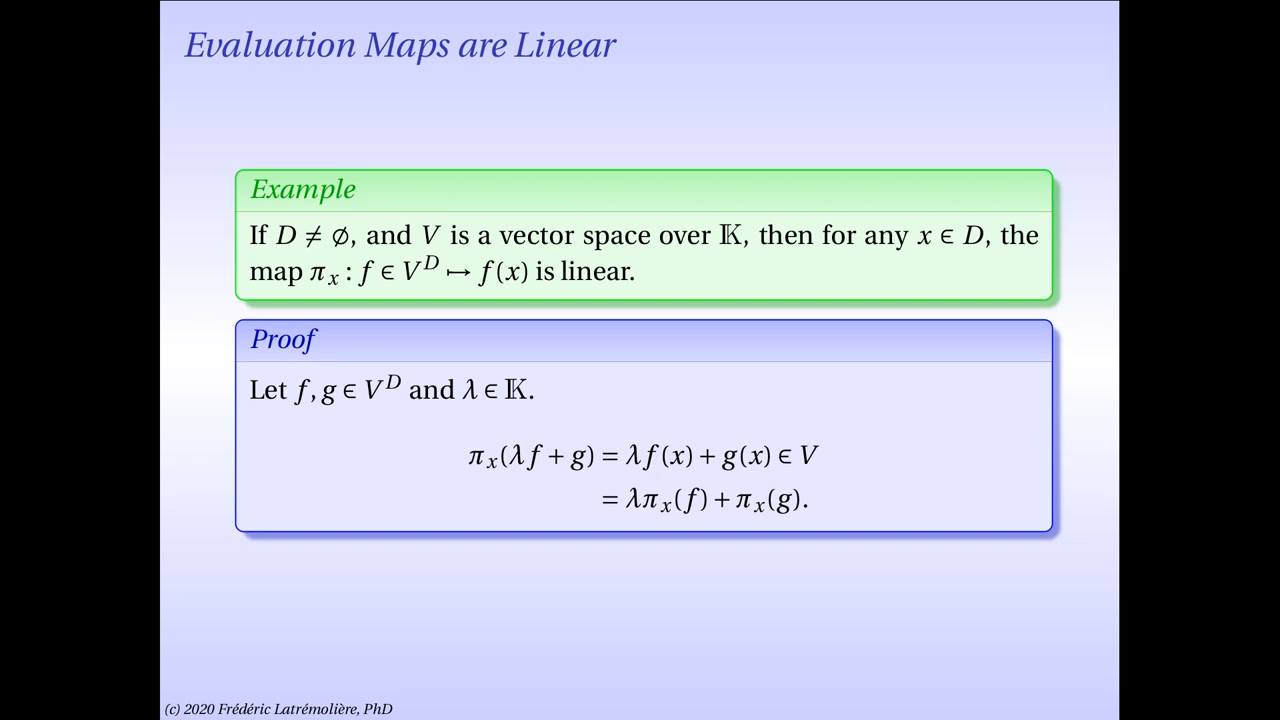 Evaluation Maps are Linear
Example
If D ≠ ∅, and V is a vector space over 𝕂, then for any x ∈ D, the
map π_x : f ∈ V^D ↦ f(x) is linear.
Proof
Let f, g ∈ V^D and λ ∈ 𝕂.
π_x(λf + g) = λf(x) + g(x) ∈ V
= λπ_x(f) + π_x(g).
(c) 2020 Frédéric Latrémolière, PhD